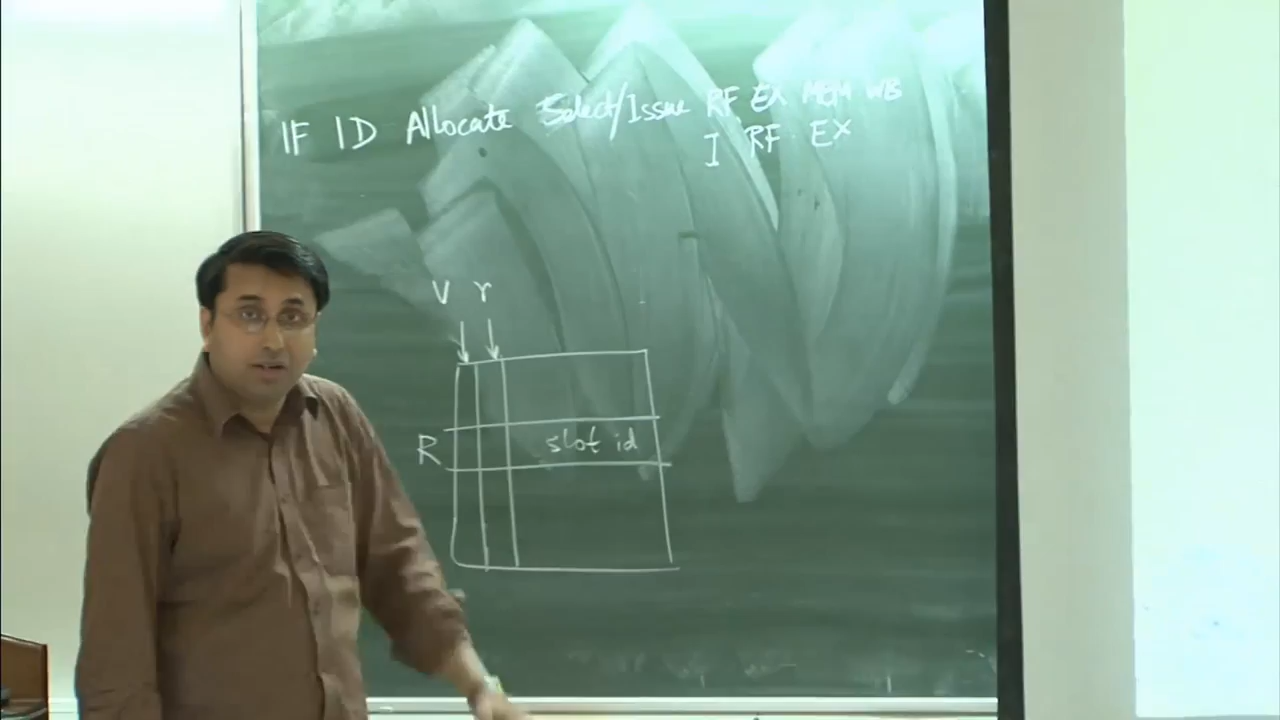 IF ID Allocate Select/Issue RF EX MEM WB
I RF EX
V r
R slot id